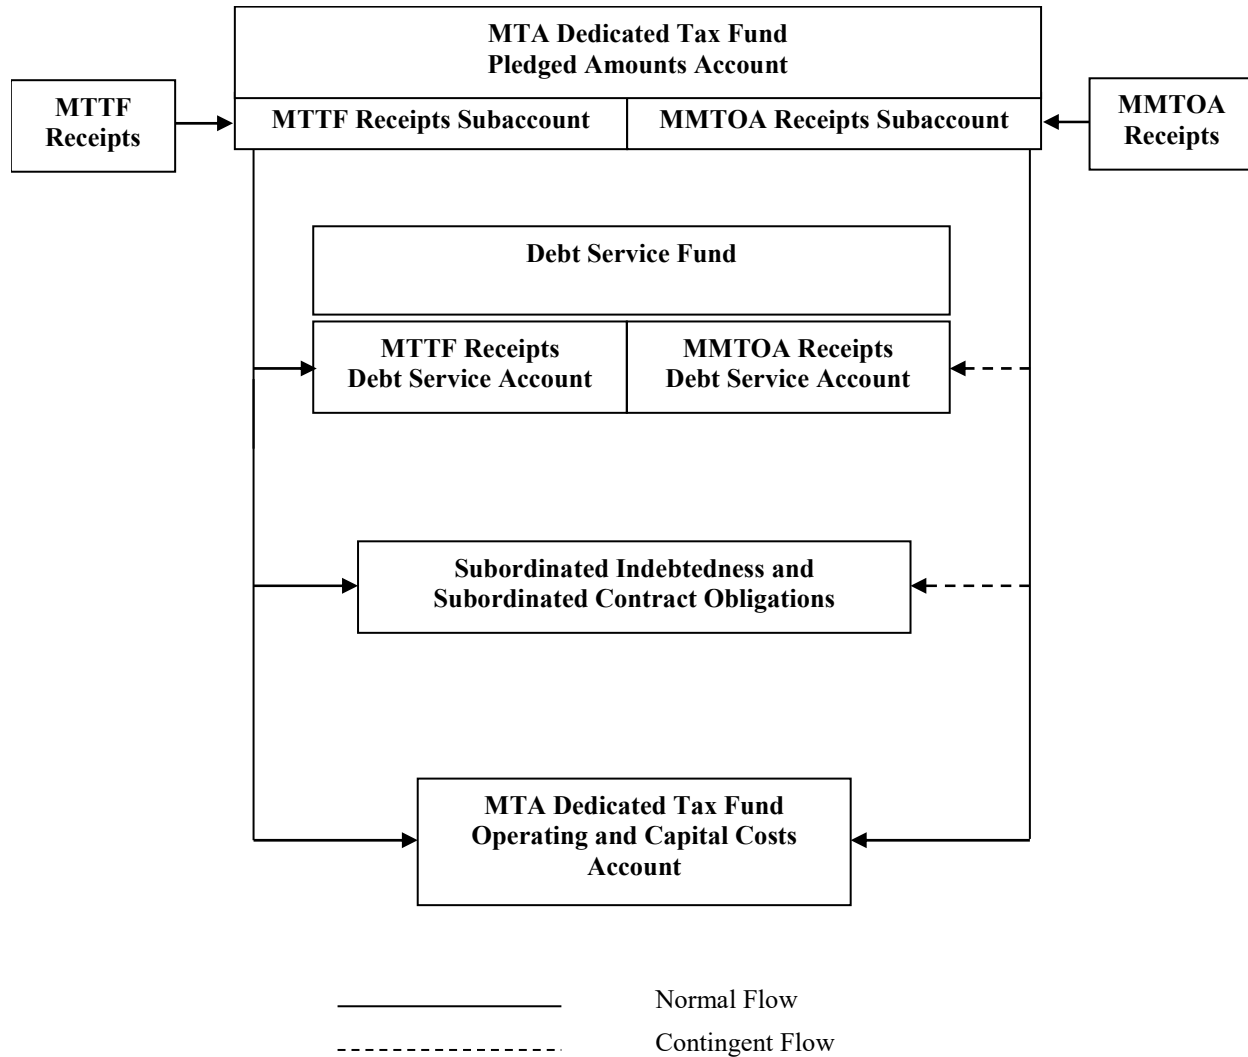 MTA Dedicated Tax Fund
Pledged Amounts Account
MTTF
Receipts
MTTF Receipts Subaccount
MMTOA Receipts Subaccount
MMTOA
Receipts
Debt Service Fund
MTTF Receipts
Debt Service Account
MMTOA Receipts
Debt Service Account
Subordinated Indebtedness and
Subordinated Contract Obligations
MTA Dedicated Tax Fund
Operating and Capital Costs
Account
Normal Flow
Contingent Flow